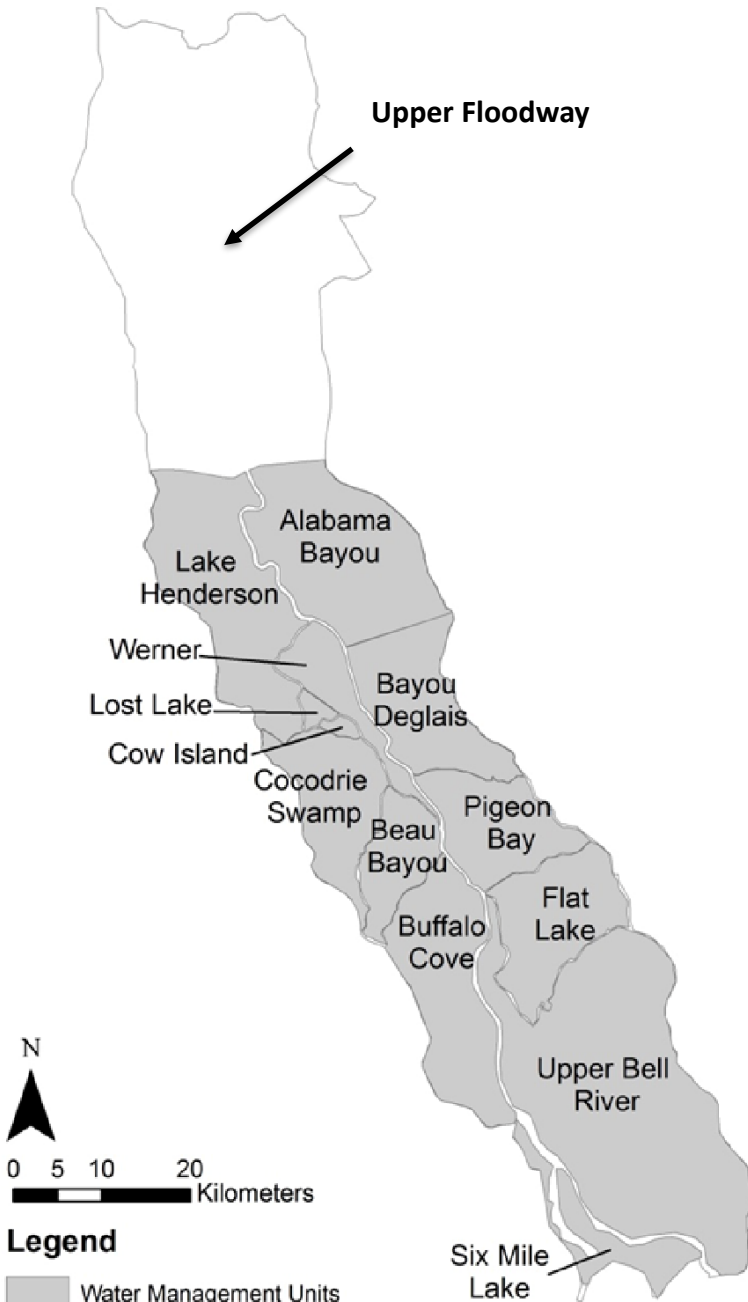 Upper Floodway
Alabama
Bayou
Lake
Henderson
Werner
Bayou
Deglais
Lost Lake
Cow Island
Cocodrie
Swamp
Pigeon
Bay
Beau
Bayou
Flat
Lake
Buffalo
Cove
Upper Bell
River
N
0 5 10 20
Kilometers
Legend
Six Mile
Lake
Water Management Units